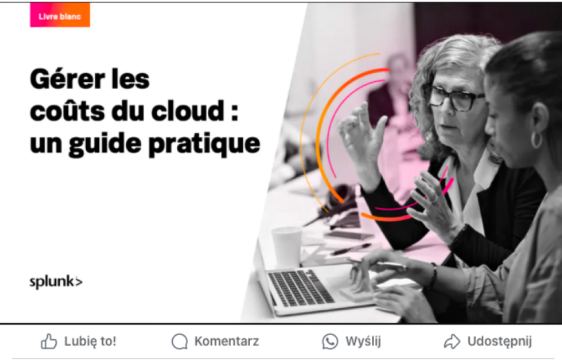 Livre blanc
Gérer les
coûts du cloud :
un guide pratique
splunk>
Lubię to!
Komentarz
Wyślij
Udostępnij